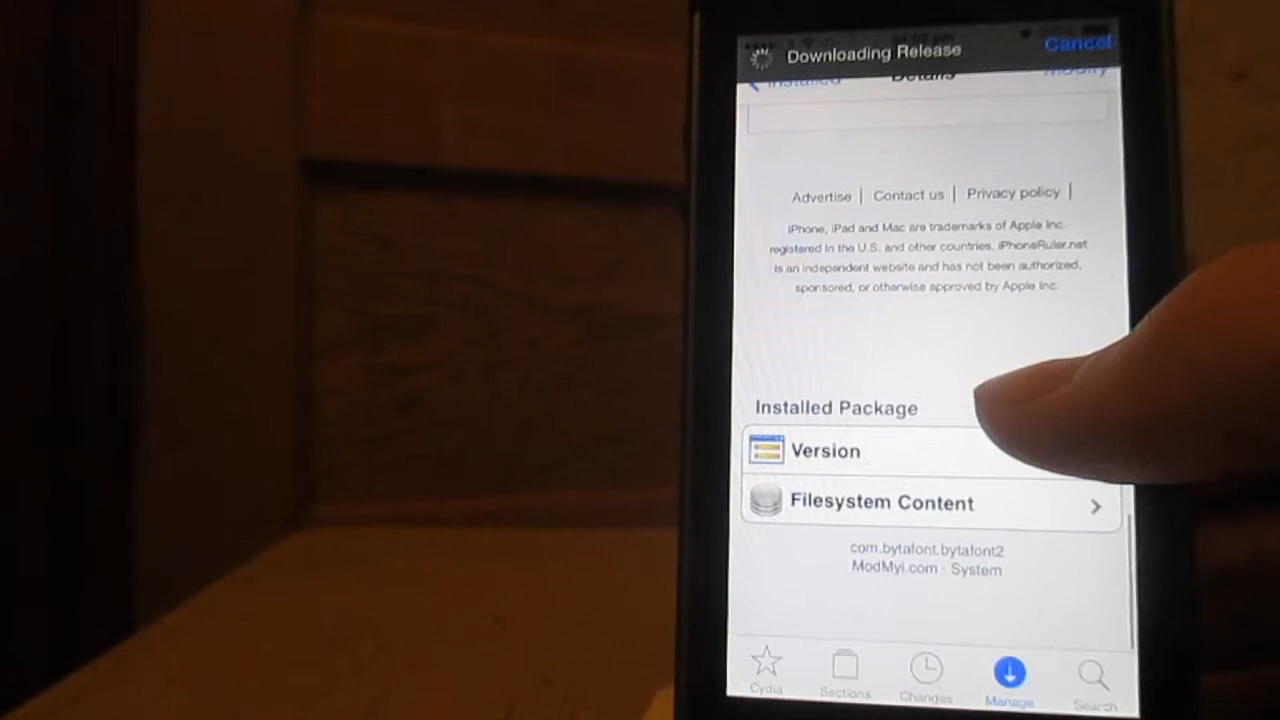 Downloading Release Cancel
Installed Details Modify
Advertise | Contact us | Privacy policy |
iPhone, iPad and Mac are trademarks of Apple Inc.
registered in the U.S. and other countries. iPhoneRuler.net
is an independent website and has not been authorized,
sponsored, or otherwise approved by Apple Inc.
Installed Package
Version
Filesystem Content
com.bytafont.bytafont2
ModMyi.com · System
Cydia Sections Changes Manage Search